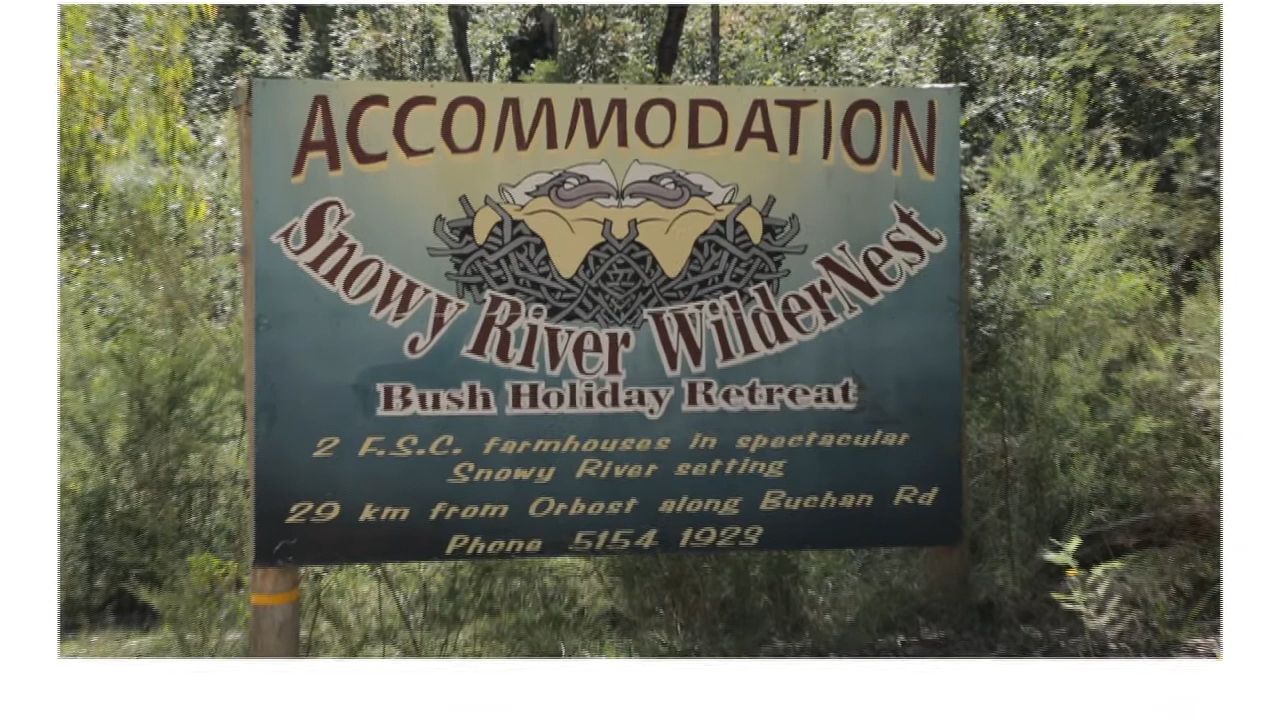 ACCOMMODATION
Snowy River WilderNest
Bush Holiday Retreat
2 F.S.C. farmhouses in spectacular
Snowy River setting
29 km from Orbost along Buchan Rd
Phone 5154 1923